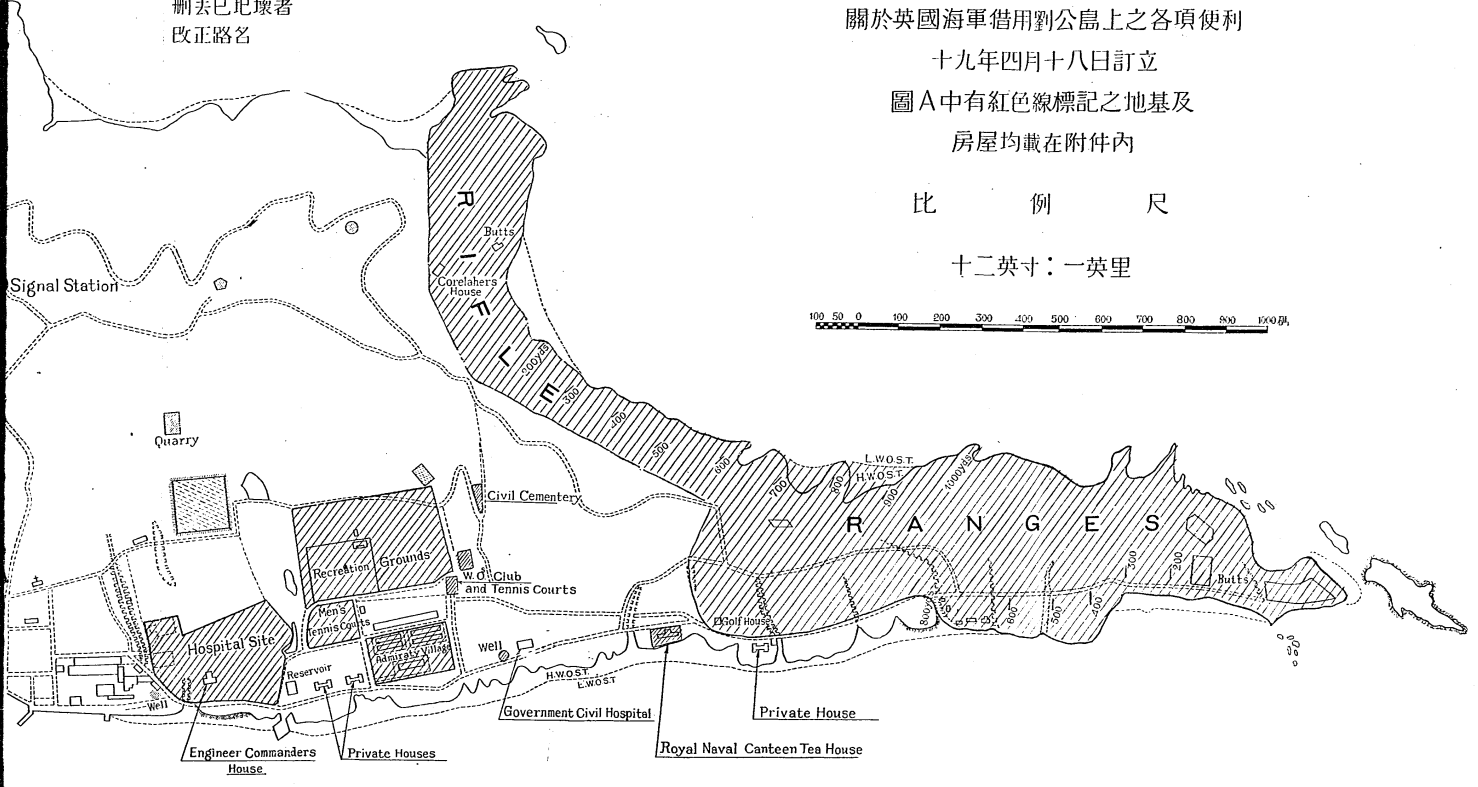 刪去已圯壞者
改正路名
關於英國海軍借用劉公島上之各項便利
十九年四月十八日訂立
圖A中有紅色線標記之地基及
房屋均載在附件內
比 例 尺
十二英寸：一英里
100 50 0 100 200 300 400 500 600 700 800 900 1000碼
RIFLE
Butts
Corelahers
House
Signal Station
200yds
300
400
500
600
700
800
900
1000yds
L.W.O.S.T.
H.W.O.S.T.
Quarry
Civil Cementery
RANGES
300
200
Butts
Recreation Grounds
W.O. Club
and Tennis Courts
Men's
Tennis Courts
Admiralty Village
Hospital Site
Reservoir
Well
Well
Golf House
800
600
500
400
H.W.O.S.T.
L.W.O.S.T
Government Civil Hospital
Private House
Royal Naval Canteen Tea House
Engineer Commanders
House
Private Houses